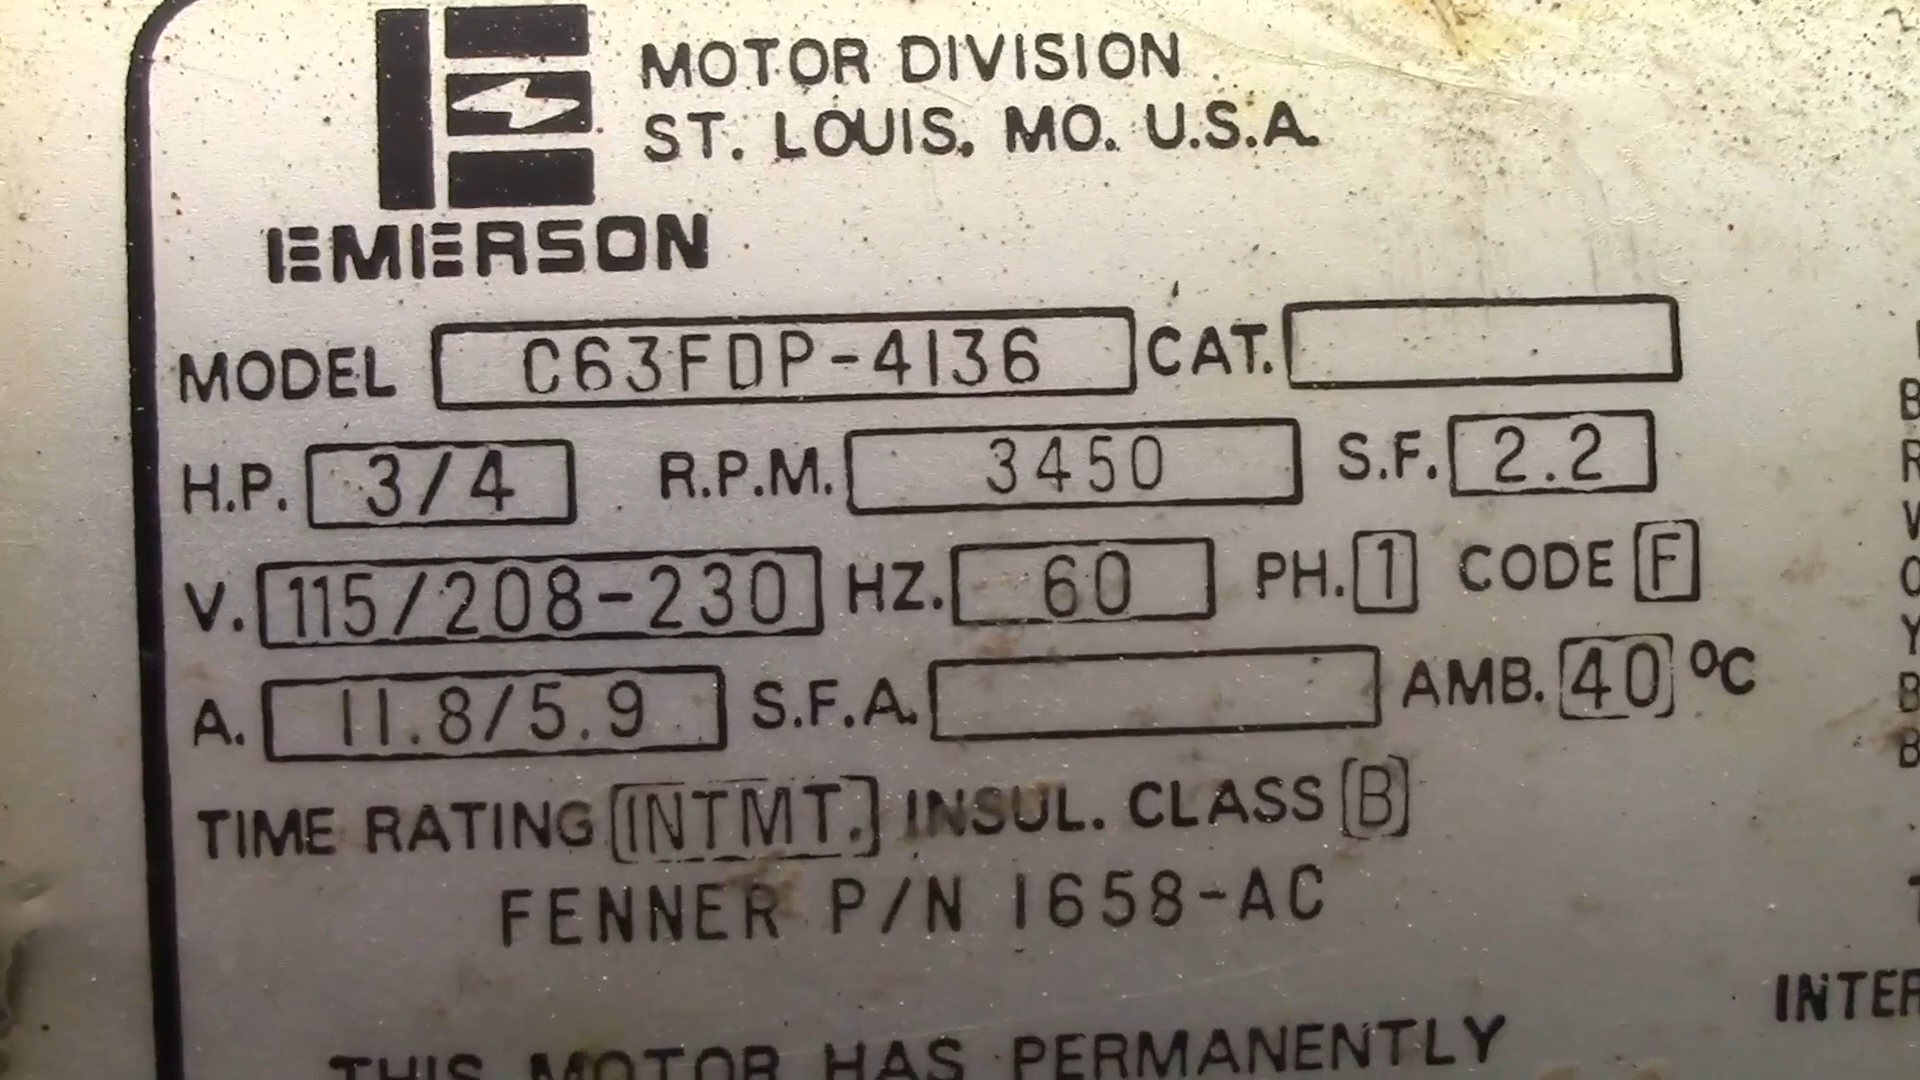 MOTOR DIVISION
ST. LOUIS, MO. U.S.A.
EMERSON
MODEL C63FDP-4136 CAT.
H.P. 3/4 R.P.M. 3450 S.F. 2.2
V. 115/208-230 HZ. 60 PH. 1 CODE F
A. 11.8/5.9 S.F.A. AMB. 40 °C
TIME RATING INTMT. INSUL. CLASS B
FENNER P/N 1658-AC
THIS MOTOR HAS PERMANENTLY